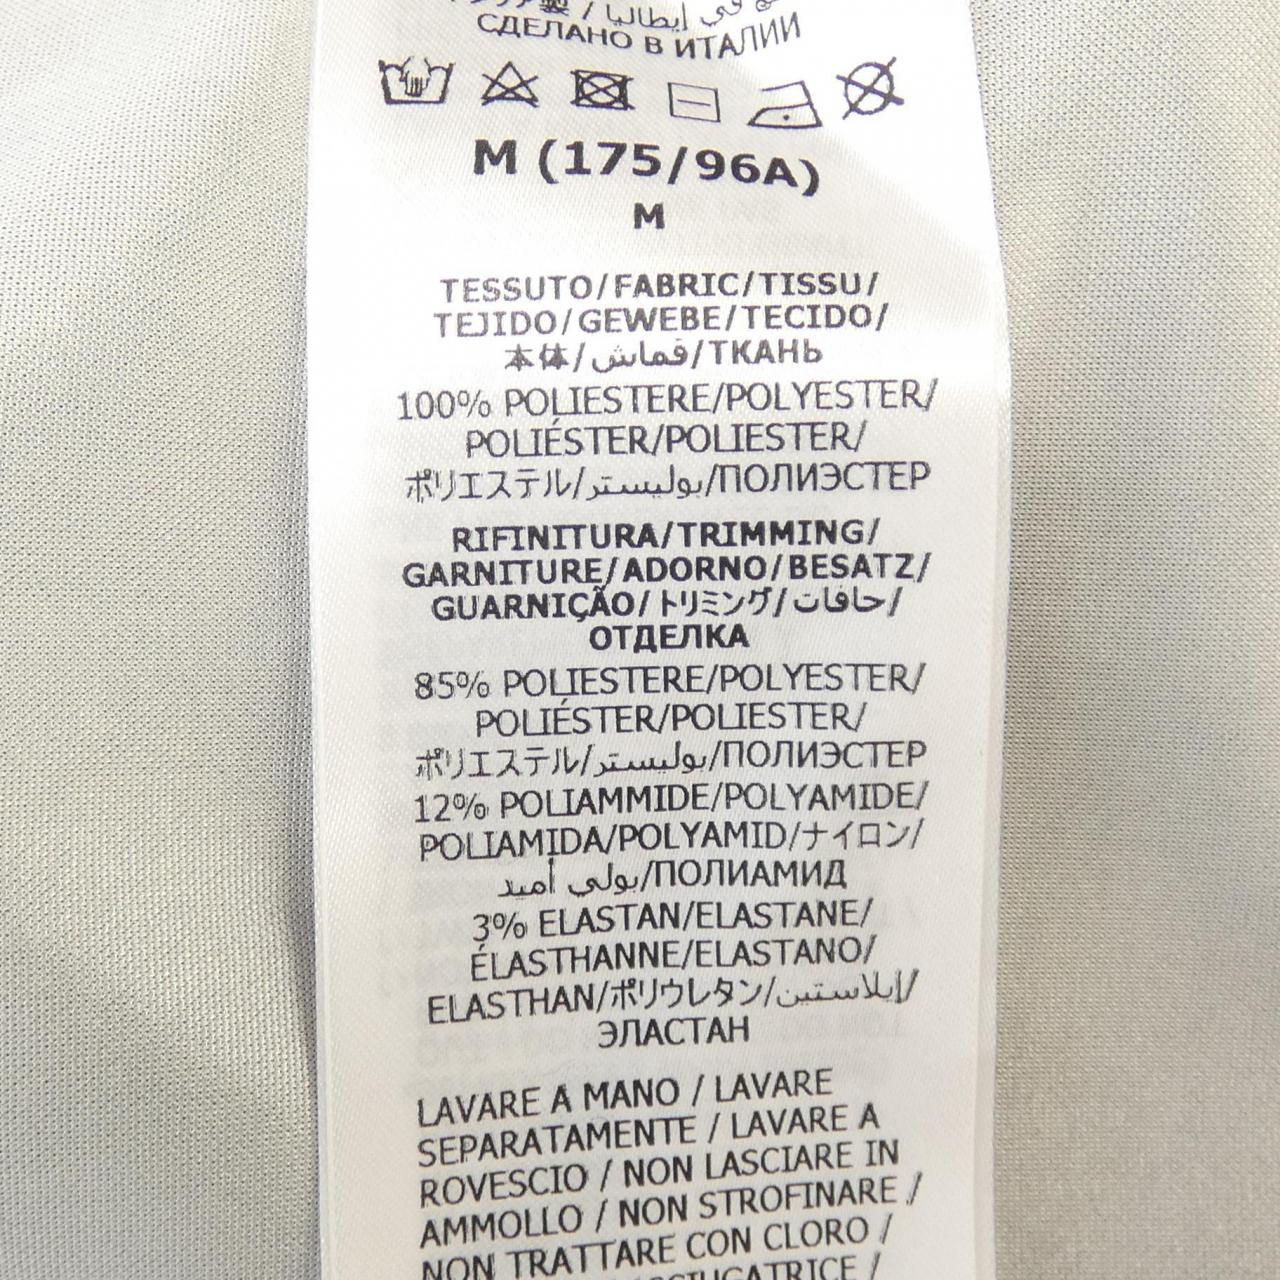 في إيطاليا /
СДЕЛАНО В ИТАЛИИ
M (175/96A)
M
TESSUTO/FABRIC/TISSU/
TEJIDO/GEWEBE/TECIDO/
本体/قماش/ТКАНЬ
100% POLIESTERE/POLYESTER/
POLIÉSTER/POLIESTER/
ポリエステル/بوليستر/ПОЛИЭСТЕР
RIFINITURA/TRIMMING/
GARNITURE/ADORNO/BESATZ/
GUARNIÇÃO/トリミング/حافات/
ОТДЕЛКА
85% POLIESTERE/POLYESTER/
POLIÉSTER/POLIESTER/
ポリエステル/بوليستر/ПОЛИЭСТЕР
12% POLIAMMIDE/POLYAMIDE/
POLIAMIDA/POLYAMID/ナイロン/
بولي أميد/ПОЛИАМИД
3% ELASTAN/ELASTANE/
ÉLASTHANNE/ELASTANO/
ELASTHAN/ポリウレタン/إيلاستين/
ЭЛАСТАН
LAVARE A MANO / LAVARE
SEPARATAMENTE / LAVARE A
ROVESCIO / NON LASCIARE IN
AMMOLLO / NON STROFINARE /
NON TRATTARE CON CLORO /